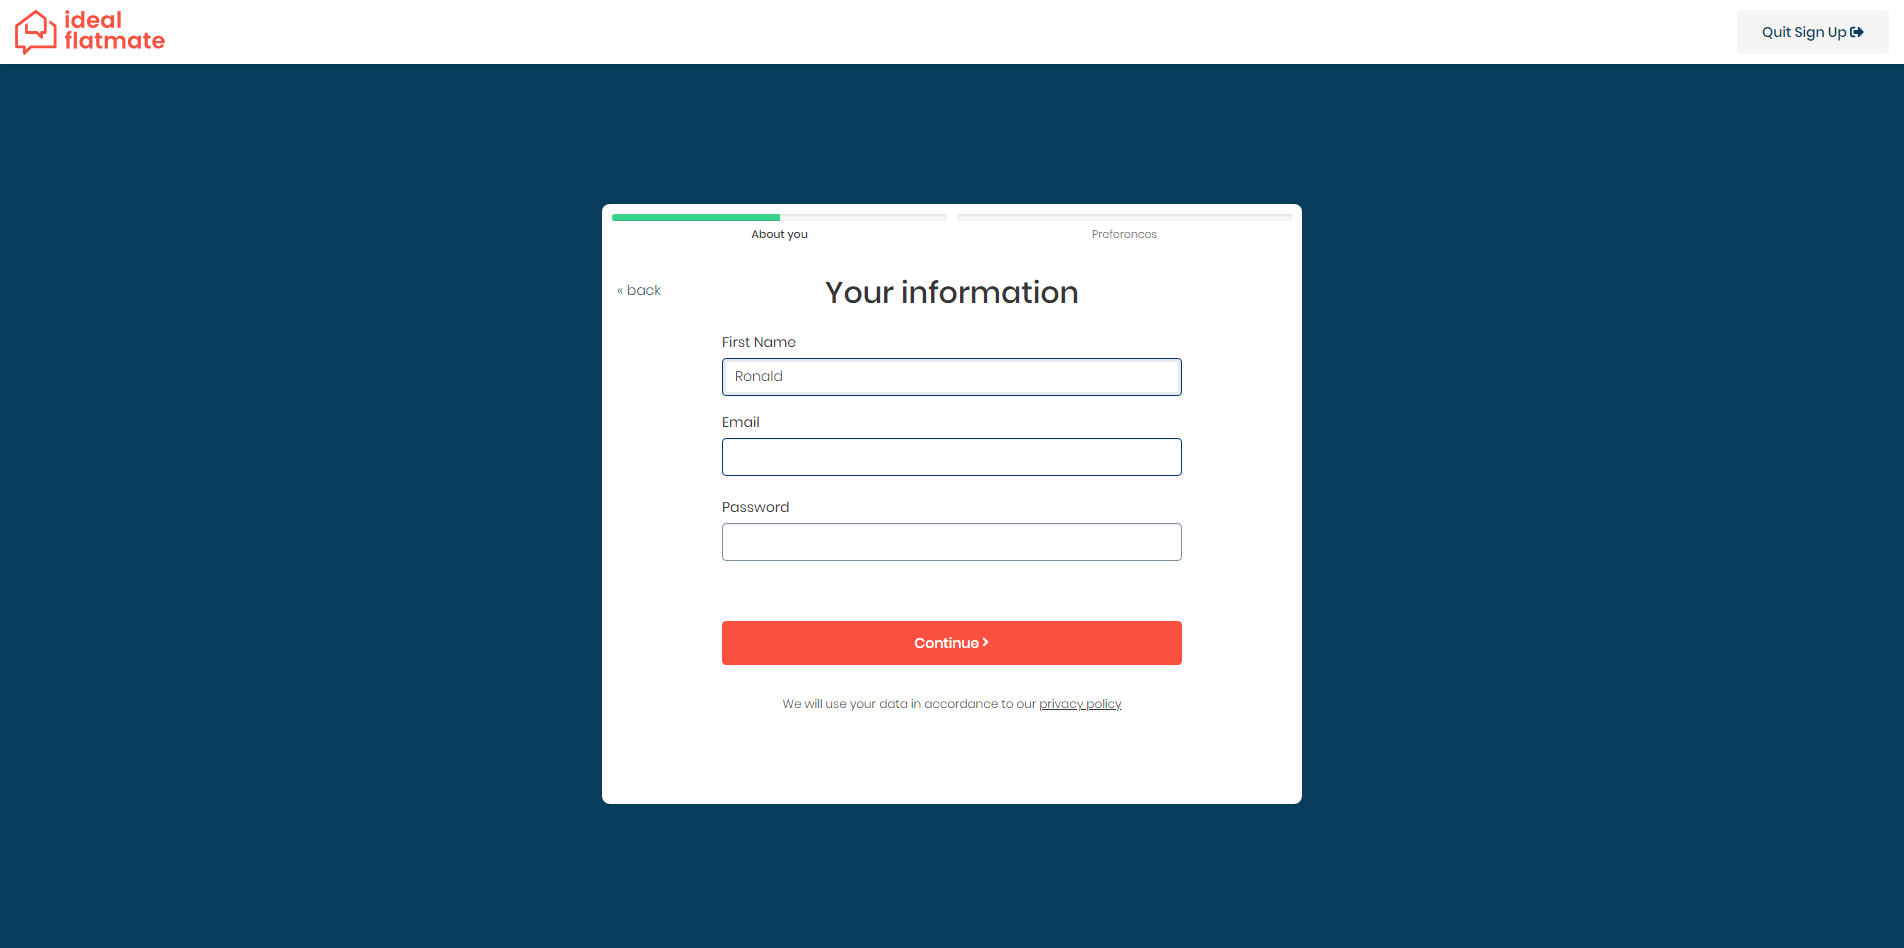 ideal
flatmate
Quit Sign Up
About you
Preferences
« back
Your information
First Name
Ronald
Email
Password
Continue
We will use your data in accordance to our privacy policy